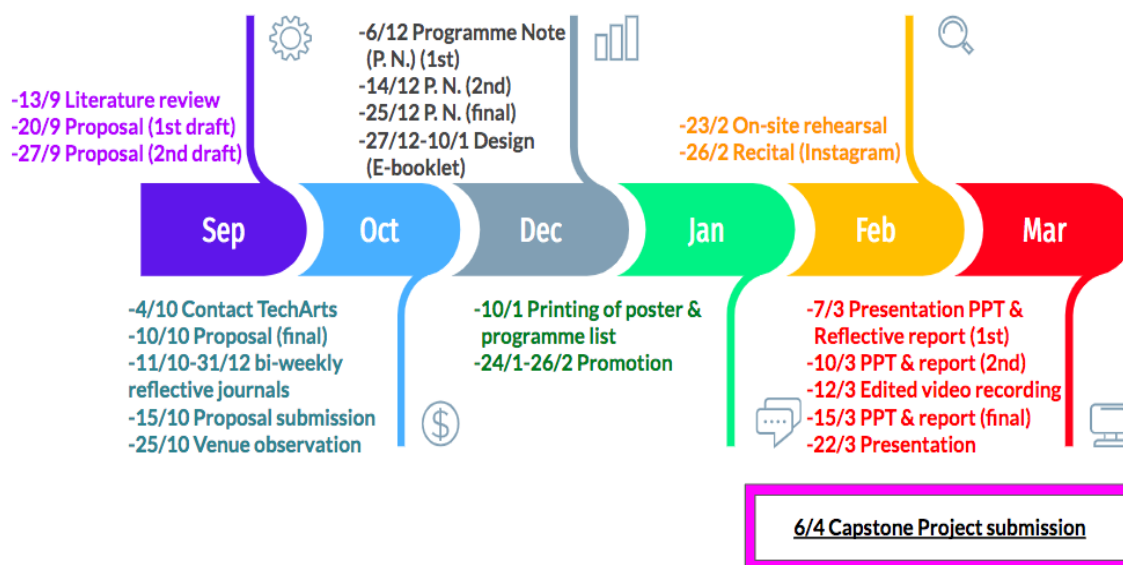 -13/9 Literature review
-20/9 Proposal (1st draft)
-27/9 Proposal (2nd draft)
-6/12 Programme Note
(P. N.) (1st)
-14/12 P. N. (2nd)
-25/12 P. N. (final)
-27/12-10/1 Design
(E-booklet)
-23/2 On-site rehearsal
-26/2 Recital (Instagram)
Sep
Oct
Dec
Jan
Feb
Mar
-4/10 Contact TechArts
-10/10 Proposal (final)
-11/10-31/12 bi-weekly
reflective journals
-15/10 Proposal submission
-25/10 Venue observation
$
-10/1 Printing of poster &
programme list
-24/1-26/2 Promotion
-7/3 Presentation PPT &
Reflective report (1st)
-10/3 PPT & report (2nd)
-12/3 Edited video recording
-15/3 PPT & report (final)
-22/3 Presentation
6/4 Capstone Project submission